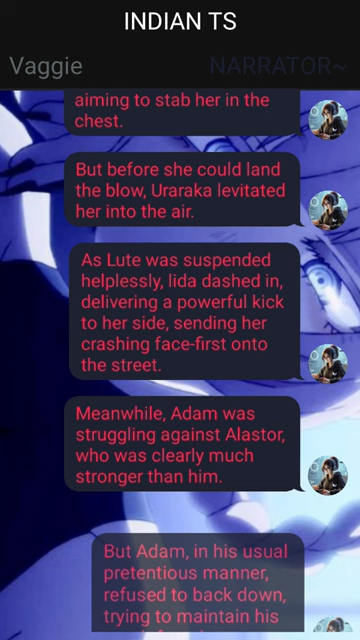 INDIAN TS
Vaggie
NARRATOR~
aiming to stab her in the
chest.
But before she could land
the blow, Uraraka levitated
her into the air.
As Lute was suspended
helplessly, Iida dashed in,
delivering a powerful kick
to her side, sending her
crashing face-first onto
the street.
Meanwhile, Adam was
struggling against Alastor,
who was clearly much
stronger than him.
But Adam, in his usual
pretentious manner,
refused to back down,
trying to maintain his